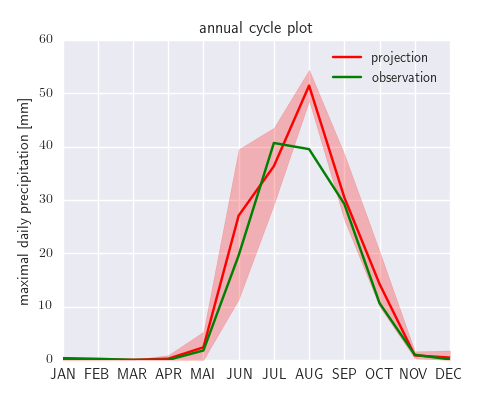 annual cycle plot
maximal daily precipitation [mm]
60
50
40
30
20
10
0
JAN FEB MAR APR MAI JUN JUL AUG SEP OCT NOV DEC
projection
observation